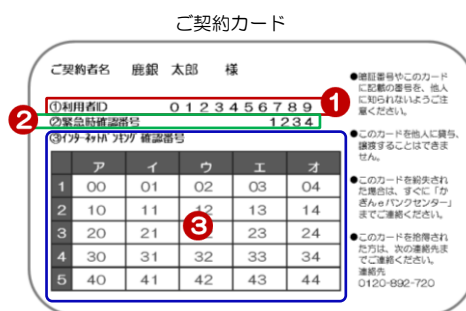 ご契約カード
ご契約者名 鹿銀 太郎 様
①利用者ID 0123456789
1
2
②緊急時確認番号 1234
③インターネットバンキング 確認番号
ア イ ウ エ オ
1 00 01 02 03 04
2 10 11 12 13 14
3 20 21 22 23 24
3
4 30 31 32 33 34
5 40 41 42 43 44
●暗証番号やこのカード
に記載の番号を、他人
に知られないようご注
意ください。
●このカードを他人に貸与、
譲渡することはできま
せん。
●このカードを紛失され
た場合は、すぐに「か
ぎんeバンクセンター」
までご連絡ください。
●このカードを拾得され
た方は、次の連絡先ま
でご連絡ください。
連絡先
0120-892-720